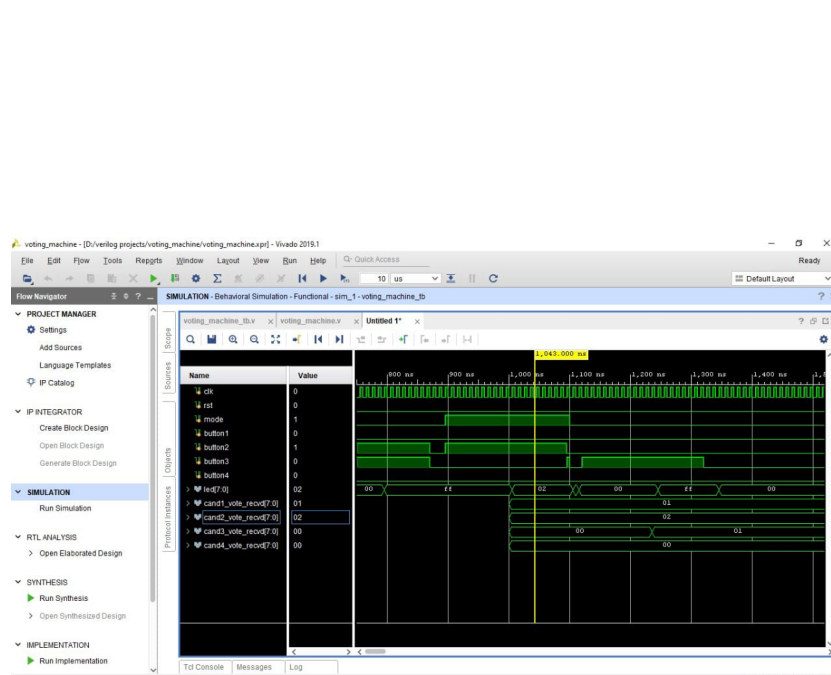 voting_machine - [D:/verilog projects/voting_machine/voting_machine.xpr] - Vivado 2019.1
File Edit Flow Tools Reports Window Layout View Run Help Quick Access Ready
10 us Default Layout
Flow Navigator
PROJECT MANAGER
Settings
Add Sources
Language Templates
IP Catalog
IP INTEGRATOR
Create Block Design
Open Block Design
Generate Block Design
SIMULATION
Run Simulation
RTL ANALYSIS
Open Elaborated Design
SYNTHESIS
Run Synthesis
Open Synthesized Design
IMPLEMENTATION
Run Implementation
SIMULATION - Behavioral Simulation - Functional - sim_1 - voting_machine_tb
Scope
Sources
Objects
Protocol Instances
voting_machine_tb.v voting_machine.v Untitled 1*
1,043.000 ns
Name Value 800 ns 900 ns 1,000 ns 1,100 ns 1,200 ns 1,300 ns 1,400 ns
clk 0
rst 0
mode 1
button1 0
button2 1
button3 0
button4 0
led[7:0] 02 00 ff 02 00 ff 00
cand1_vote_recvd[7:0] 01 01
cand2_vote_recvd[7:0] 02 02
cand3_vote_recvd[7:0] 00 00 01
cand4_vote_recvd[7:0] 00 00
Tcl Console Messages Log